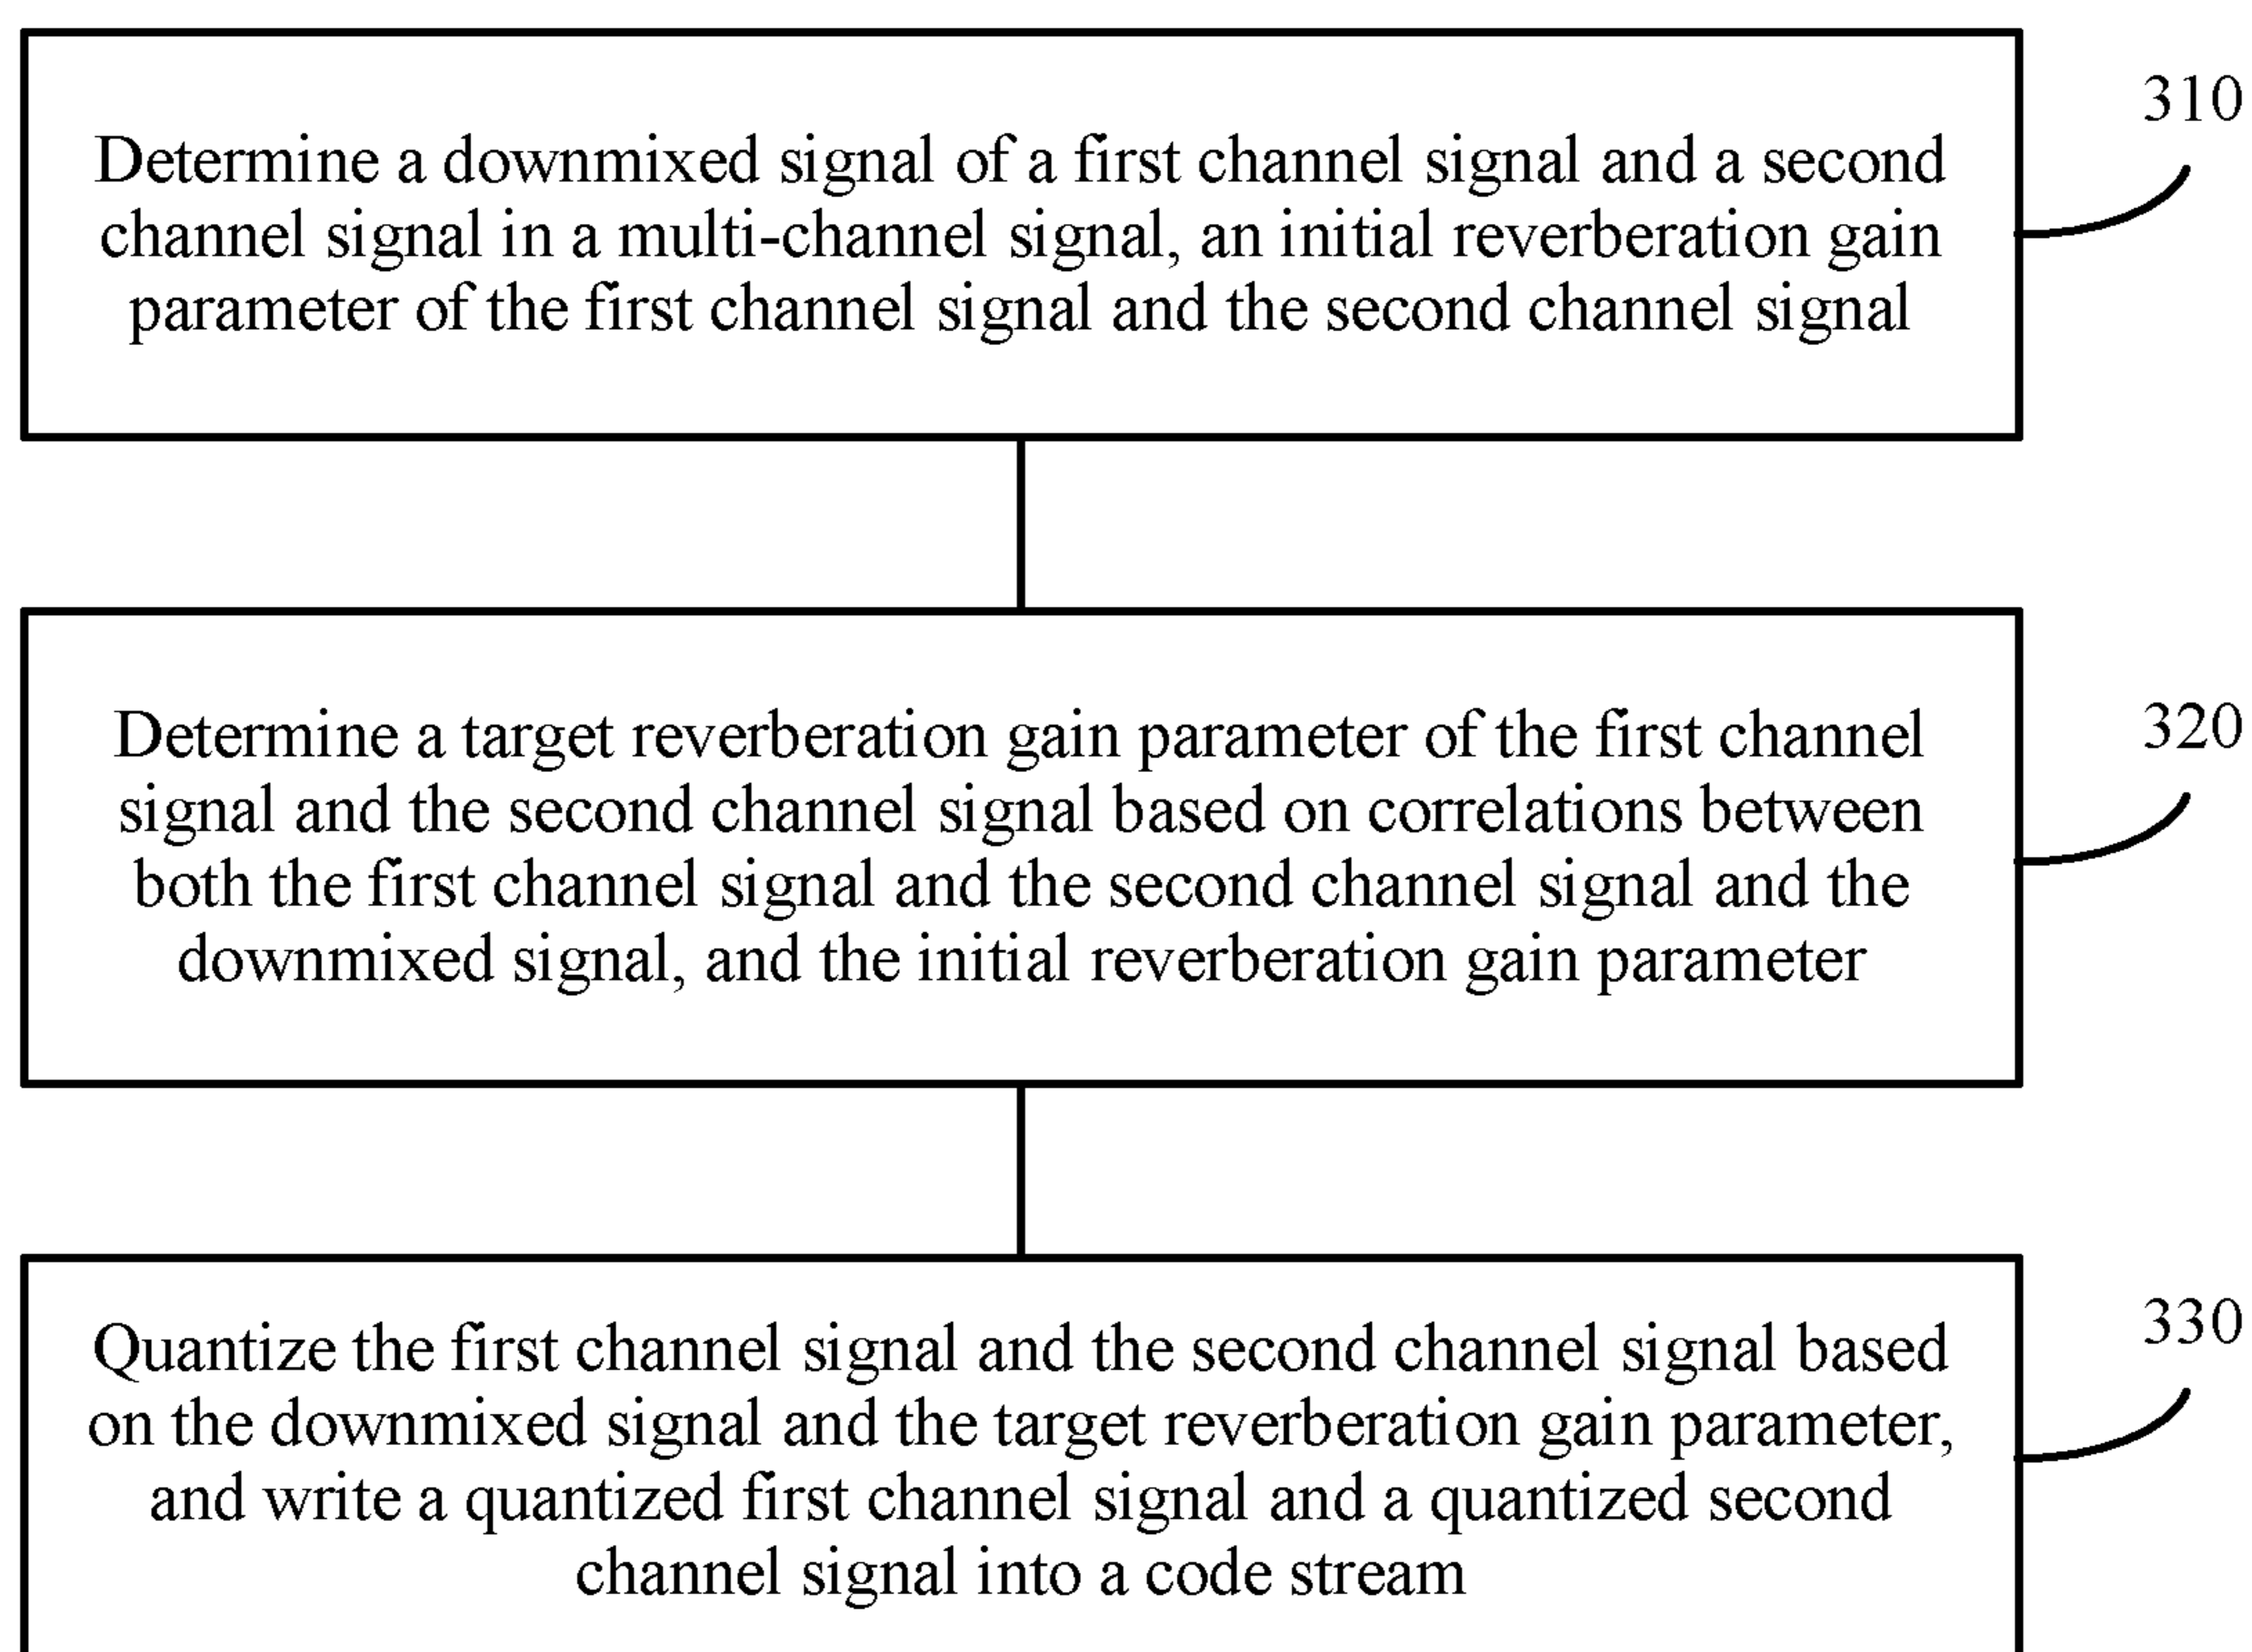 310
Determine a downmixed signal of a first channel signal and a second
channel signal in a multi-channel signal, an initial reverberation gain
parameter of the first channel signal and the second channel signal
320
Determine a target reverberation gain parameter of the first channel
signal and the second channel signal based on correlations between
both the first channel signal and the second channel signal and the
downmixed signal, and the initial reverberation gain parameter
330
Quantize the first channel signal and the second channel signal based
on the downmixed signal and the target reverberation gain parameter,
and write a quantized first channel signal and a quantized second
channel signal into a code stream